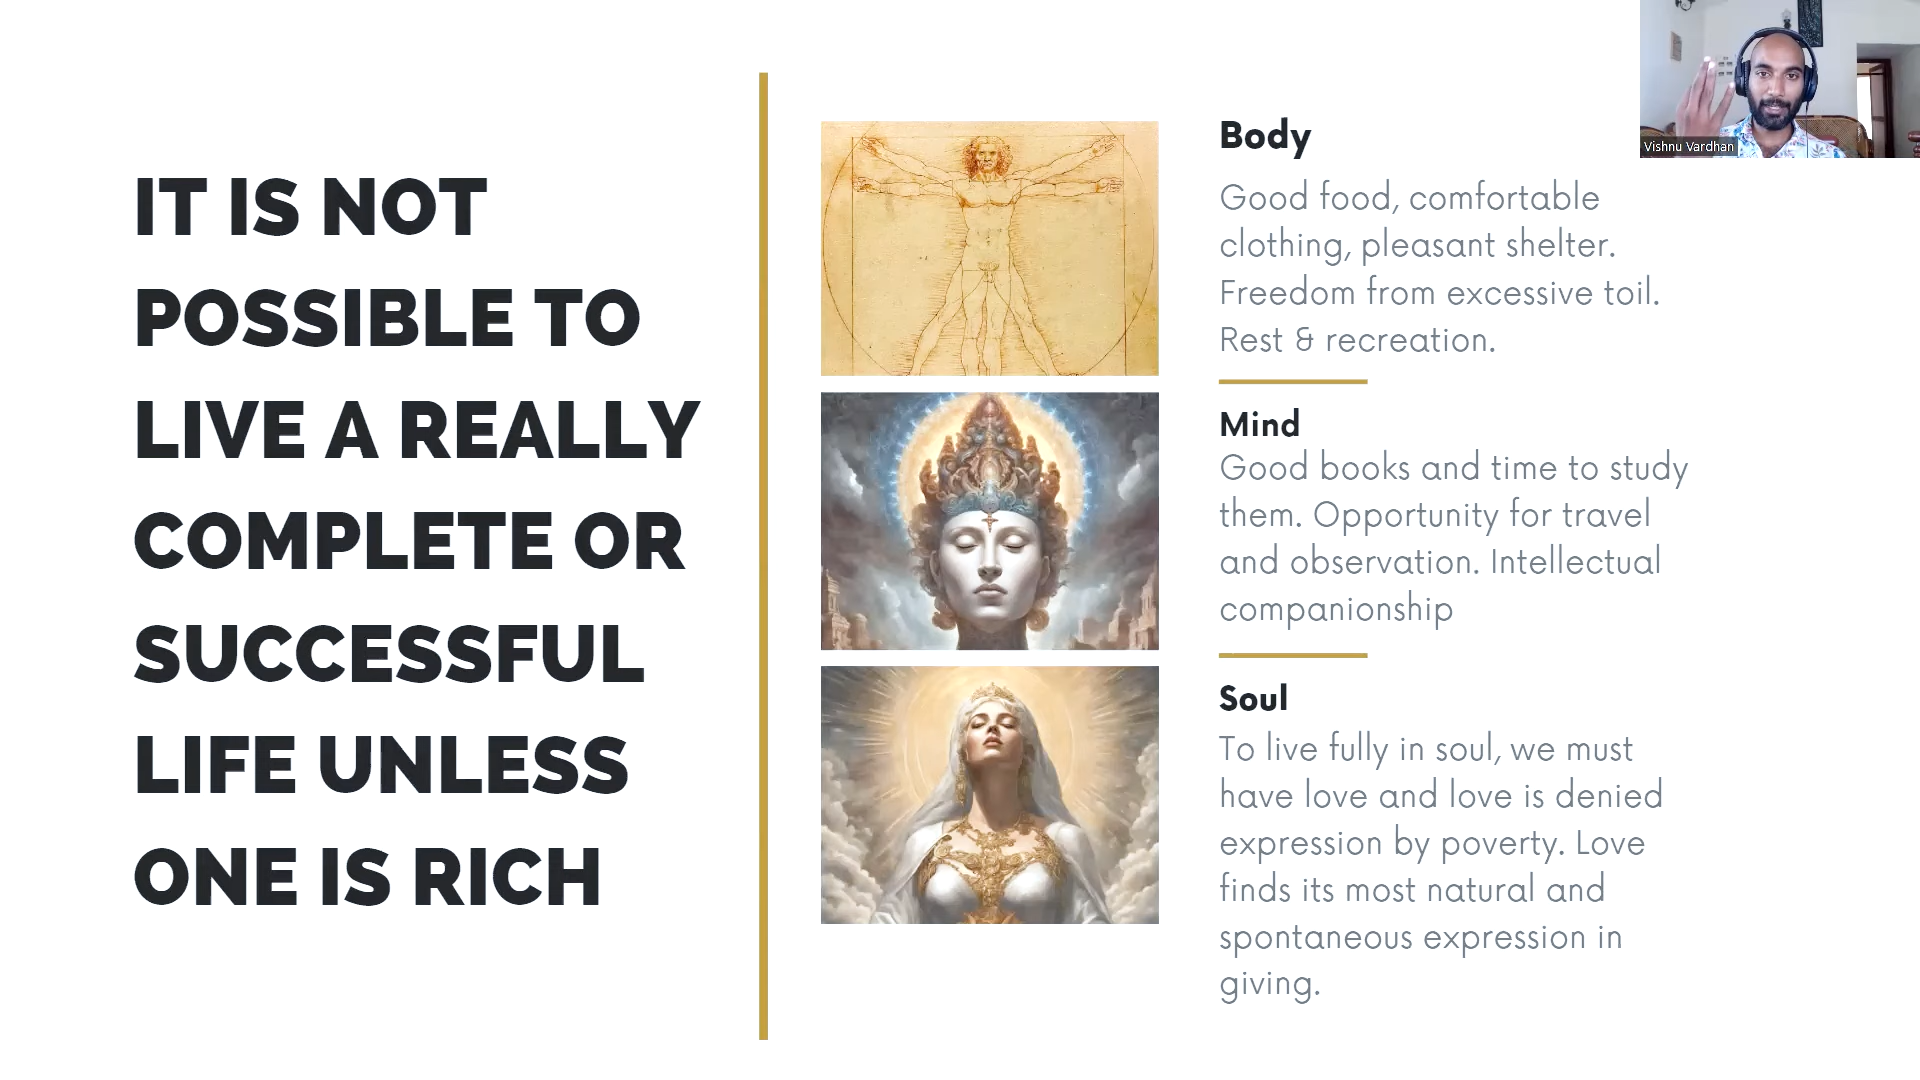 IT IS NOT
POSSIBLE TO
LIVE A REALLY
COMPLETE OR
SUCCESSFUL
LIFE UNLESS
ONE IS RICH
Body
Good food, comfortable
clothing, pleasant shelter.
Freedom from excessive toil.
Rest & recreation.
Mind
Good books and time to study
them. Opportunity for travel
and observation. Intellectual
companionship
Soul
To live fully in soul, we must
have love and love is denied
expression by poverty. Love
finds its most natural and
spontaneous expression in
giving.
Vishnu Vardhan